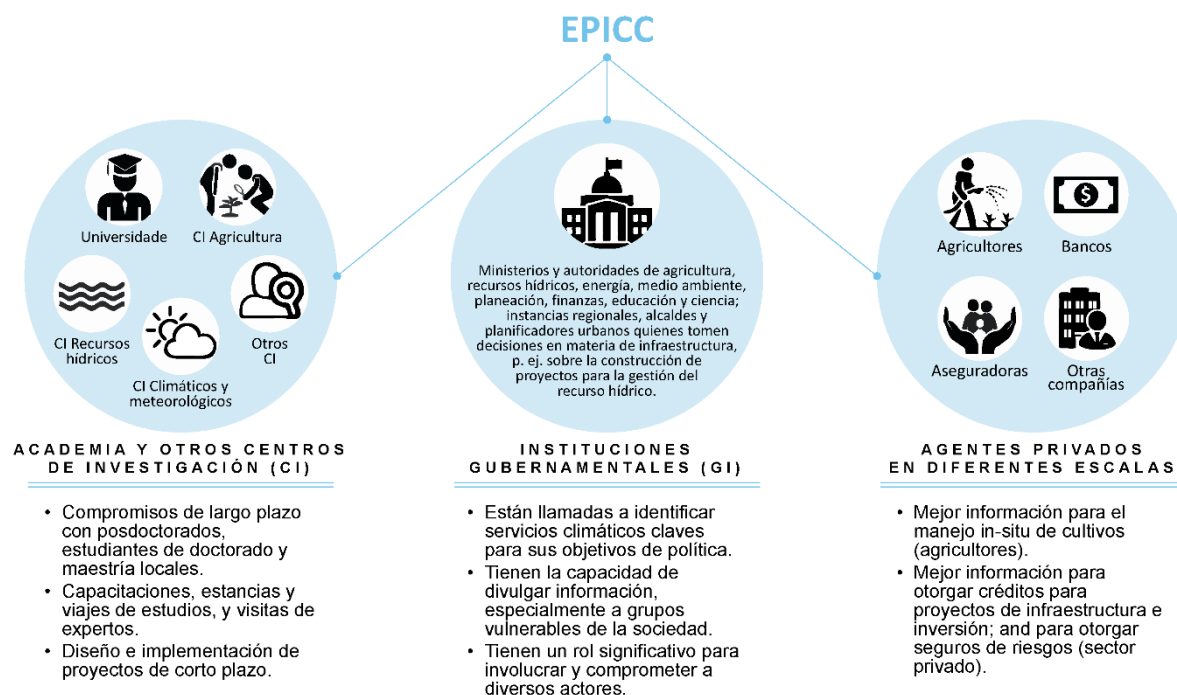 EPICC
Universidade
CI Agricultura
CI Recursos
hídricos
CI Climáticos y
meteorológicos
Otros
CI
ACADEMIA Y OTROS CENTROS
DE INVESTIGACIÓN (CI)
• Compromisos de largo plazo
con posdoctorados,
estudiantes de doctorado y
maestría locales.
• Capacitaciones, estancias y
viajes de estudios, y visitas de
expertos.
• Diseño e implementación de
proyectos de corto plazo.
Ministerios y autoridades de agricultura,
recursos hídricos, energía, medio ambiente,
planeación, finanzas, educación y ciencia;
instancias regionales, alcaldes y
planificadores urbanos quienes tomen
decisiones en materia de infraestructura,
p. ej. sobre la construcción de
proyectos para la gestión del
recurso hídrico.
INSTITUCIONES
GUBERNAMENTALES (GI)
• Están llamadas a identificar
servicios climáticos claves
para sus objetivos de política.
• Tienen la capacidad de
divulgar información,
especialmente a grupos
vulnerables de la sociedad.
• Tienen un rol significativo para
involucrar y comprometer a
diversos actores.
Agricultores
Bancos
Aseguradoras
Otras
compañías
AGENTES PRIVADOS
EN DIFERENTES ESCALAS
• Mejor información para el
manejo in-situ de cultivos
(agricultores).
• Mejor información para
otorgar créditos para
proyectos de infraestructura e
inversión; and para otorgar
seguros de riesgos (sector
privado).